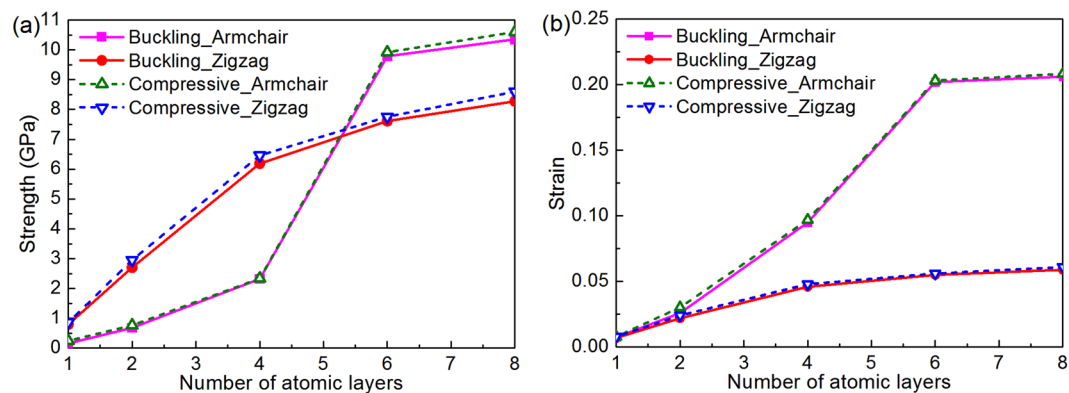 (a)
Strength (GPa)
11
10
9
8
7
6
5
4
3
2
1
0
Buckling_Armchair
Buckling_Zigzag
Compressive_Armchair
Compressive_Zigzag
1 2 3 4 5 6 7 8
Number of atomic layers
(b)
Strain
0.25
0.20
0.15
0.10
0.05
0.00
Buckling_Armchair
Buckling_Zigzag
Compressive_Armchair
Compressive_Zigzag
1 2 3 4 5 6 7 8
Number of atomic layers